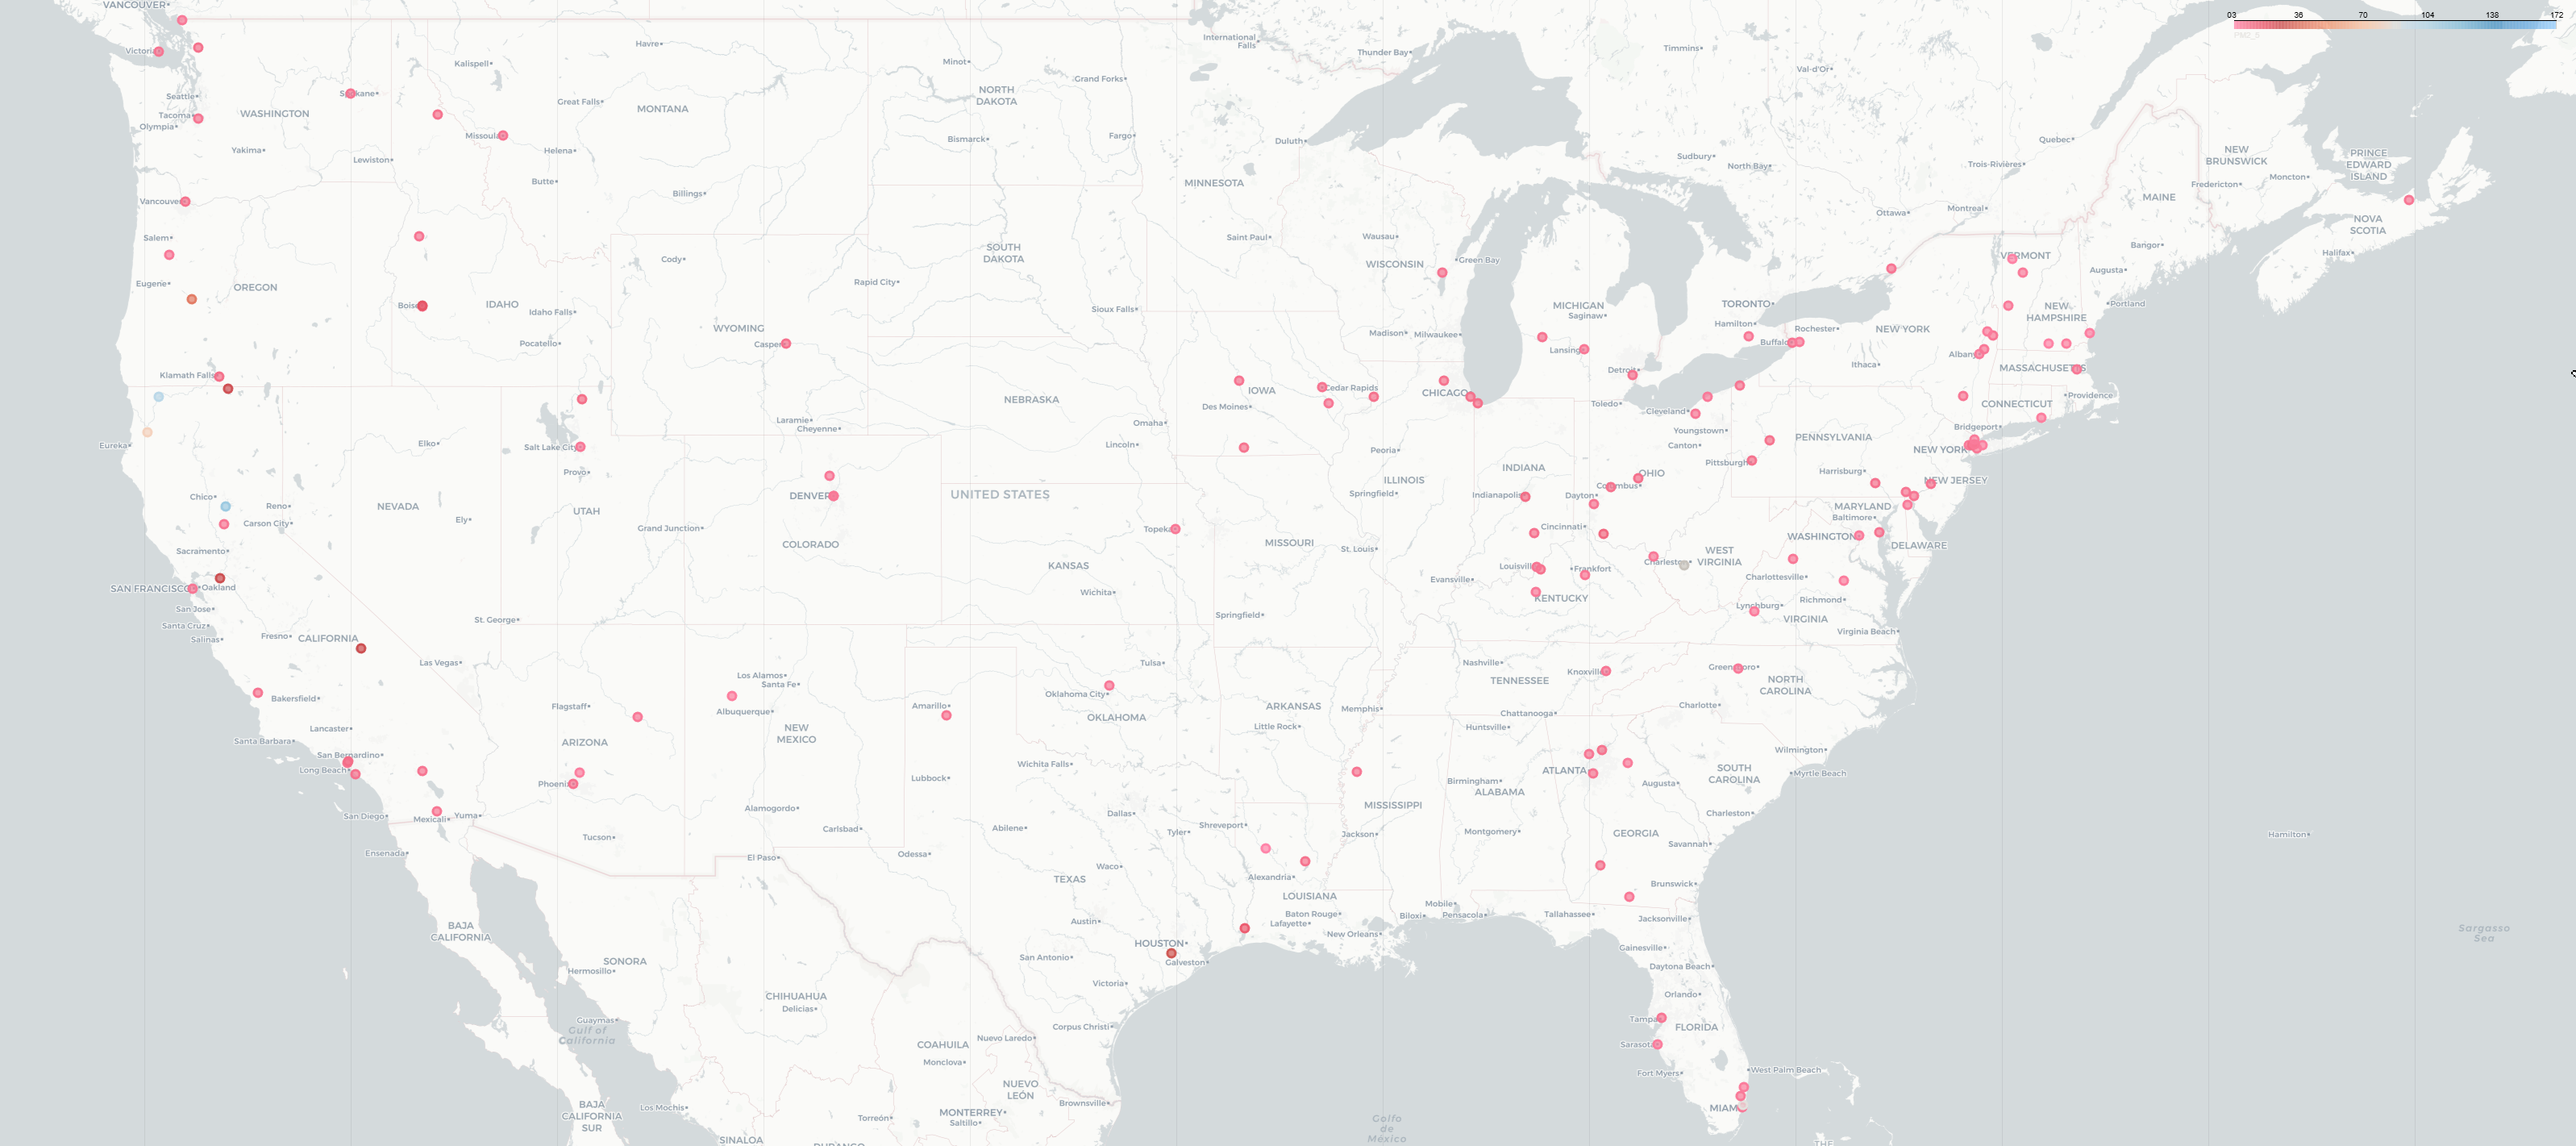 VANCOUVER
Victoria
Seattle
Tacoma
Olympia
WASHINGTON
Spokane
Yakima
Lewiston
Kalispell
Missoula
Havre
Great Falls
MONTANA
Helena
Butte
Billings
Minot
Grand Forks
NORTH
DAKOTA
Bismarck
Fargo
International
Falls
Thunder Bay
Duluth
MINNESOTA
Timmins
Val-d'Or
Sudbury
North Bay
Quebec
Trois-Rivières
Ottawa
Montreal
NEW
BRUNSWICK
Fredericton
Moncton
PRINCE
EDWARD
ISLAND
NOVA
SCOTIA
Halifax
MAINE
Bangor
Augusta
Portland
03
36
70
104
138
172
PM2_5
Vancouver
Salem
Eugene
OREGON
Klamath Falls
Boise
IDAHO
Idaho Falls
Pocatello
Cody
WYOMING
Casper
Laramie
Cheyenne
SOUTH
DAKOTA
Rapid City
Sioux Falls
Saint Paul
Wausau
WISCONSIN
Green Bay
Madison
Milwaukee
MICHIGAN
Saginaw
Lansing
Detroit
TORONTO
Hamilton
Buffalo
Rochester
NEW YORK
Ithaca
Albany
VERMONT
NEW
HAMPSHIRE
MASSACHUSETTS
Providence
CONNECTICUT
Bridgeport
NEW YORK
Eureka
Chico
Reno
Carson City
Sacramento
SAN FRANCISCO
Oakland
San Jose
Santa Cruz
Salinas
Fresno
CALIFORNIA
Elko
NEVADA
Ely
Salt Lake City
Provo
UTAH
St. George
Las Vegas
Grand Junction
DENVER
COLORADO
NEBRASKA
Omaha
Lincoln
UNITED STATES
IOWA
Des Moines
Cedar Rapids
CHICAGO
Peoria
ILLINOIS
Springfield
INDIANA
Indianapolis
Toledo
Cleveland
Youngstown
Canton
OHIO
Columbus
Dayton
Cincinnati
Pittsburgh
PENNSYLVANIA
Harrisburg
NEW JERSEY
MARYLAND
Baltimore
WASHINGTON
DELAWARE
WEST
VIRGINIA
Charleston
Charlottesville
Richmond
Lynchburg
VIRGINIA
Virginia Beach
Topeka
KANSAS
Wichita
MISSOURI
St. Louis
Springfield
Evansville
Louisville
Frankfort
KENTUCKY
Nashville
TENNESSEE
Knoxville
Chattanooga
Greensboro
NORTH
CAROLINA
Charlotte
Wilmington
Myrtle Beach
SOUTH
CAROLINA
Charleston
Bakersfield
Lancaster
Santa Barbara
San Bernardino
Long Beach
San Diego
Mexicali
Yuma
Ensenada
Flagstaff
ARIZONA
Phoenix
Tucson
Los Alamos
Santa Fe
Albuquerque
NEW
MEXICO
Alamogordo
Carlsbad
El Paso
Amarillo
Lubbock
Odessa
Abilene
Wichita Falls
Tulsa
Oklahoma City
OKLAHOMA
ARKANSAS
Little Rock
Memphis
Huntsville
Birmingham
ALABAMA
Montgomery
ATLANTA
Augusta
GEORGIA
Savannah
Brunswick
MISSISSIPPI
Jackson
Dallas
Tyler
Shreveport
Waco
TEXAS
Austin
San Antonio
HOUSTON
Galveston
Victoria
Corpus Christi
Brownsville
Alexandria
LOUISIANA
Baton Rouge
Lafayette
New Orleans
Biloxi
Mobile
Pensacola
Tallahassee
Jacksonville
Gainesville
Daytona Beach
Orlando
Tampa
FLORIDA
Sarasota
Fort Myers
West Palm Beach
MIAMI
Hamilton
Sargasso
Sea
BAJA
CALIFORNIA
SONORA
Hermosillo
Guaymas
Gulf of
California
CHIHUAHUA
Delicias
COAHUILA
Monclova
Nuevo Laredo
NUEVO
LEÓN
MONTERREY
Saltillo
Torreón
BAJA
CALIFORNIA
SUR
Los Mochis
SINALOA
DURANGO
Golfo
de
México
THE